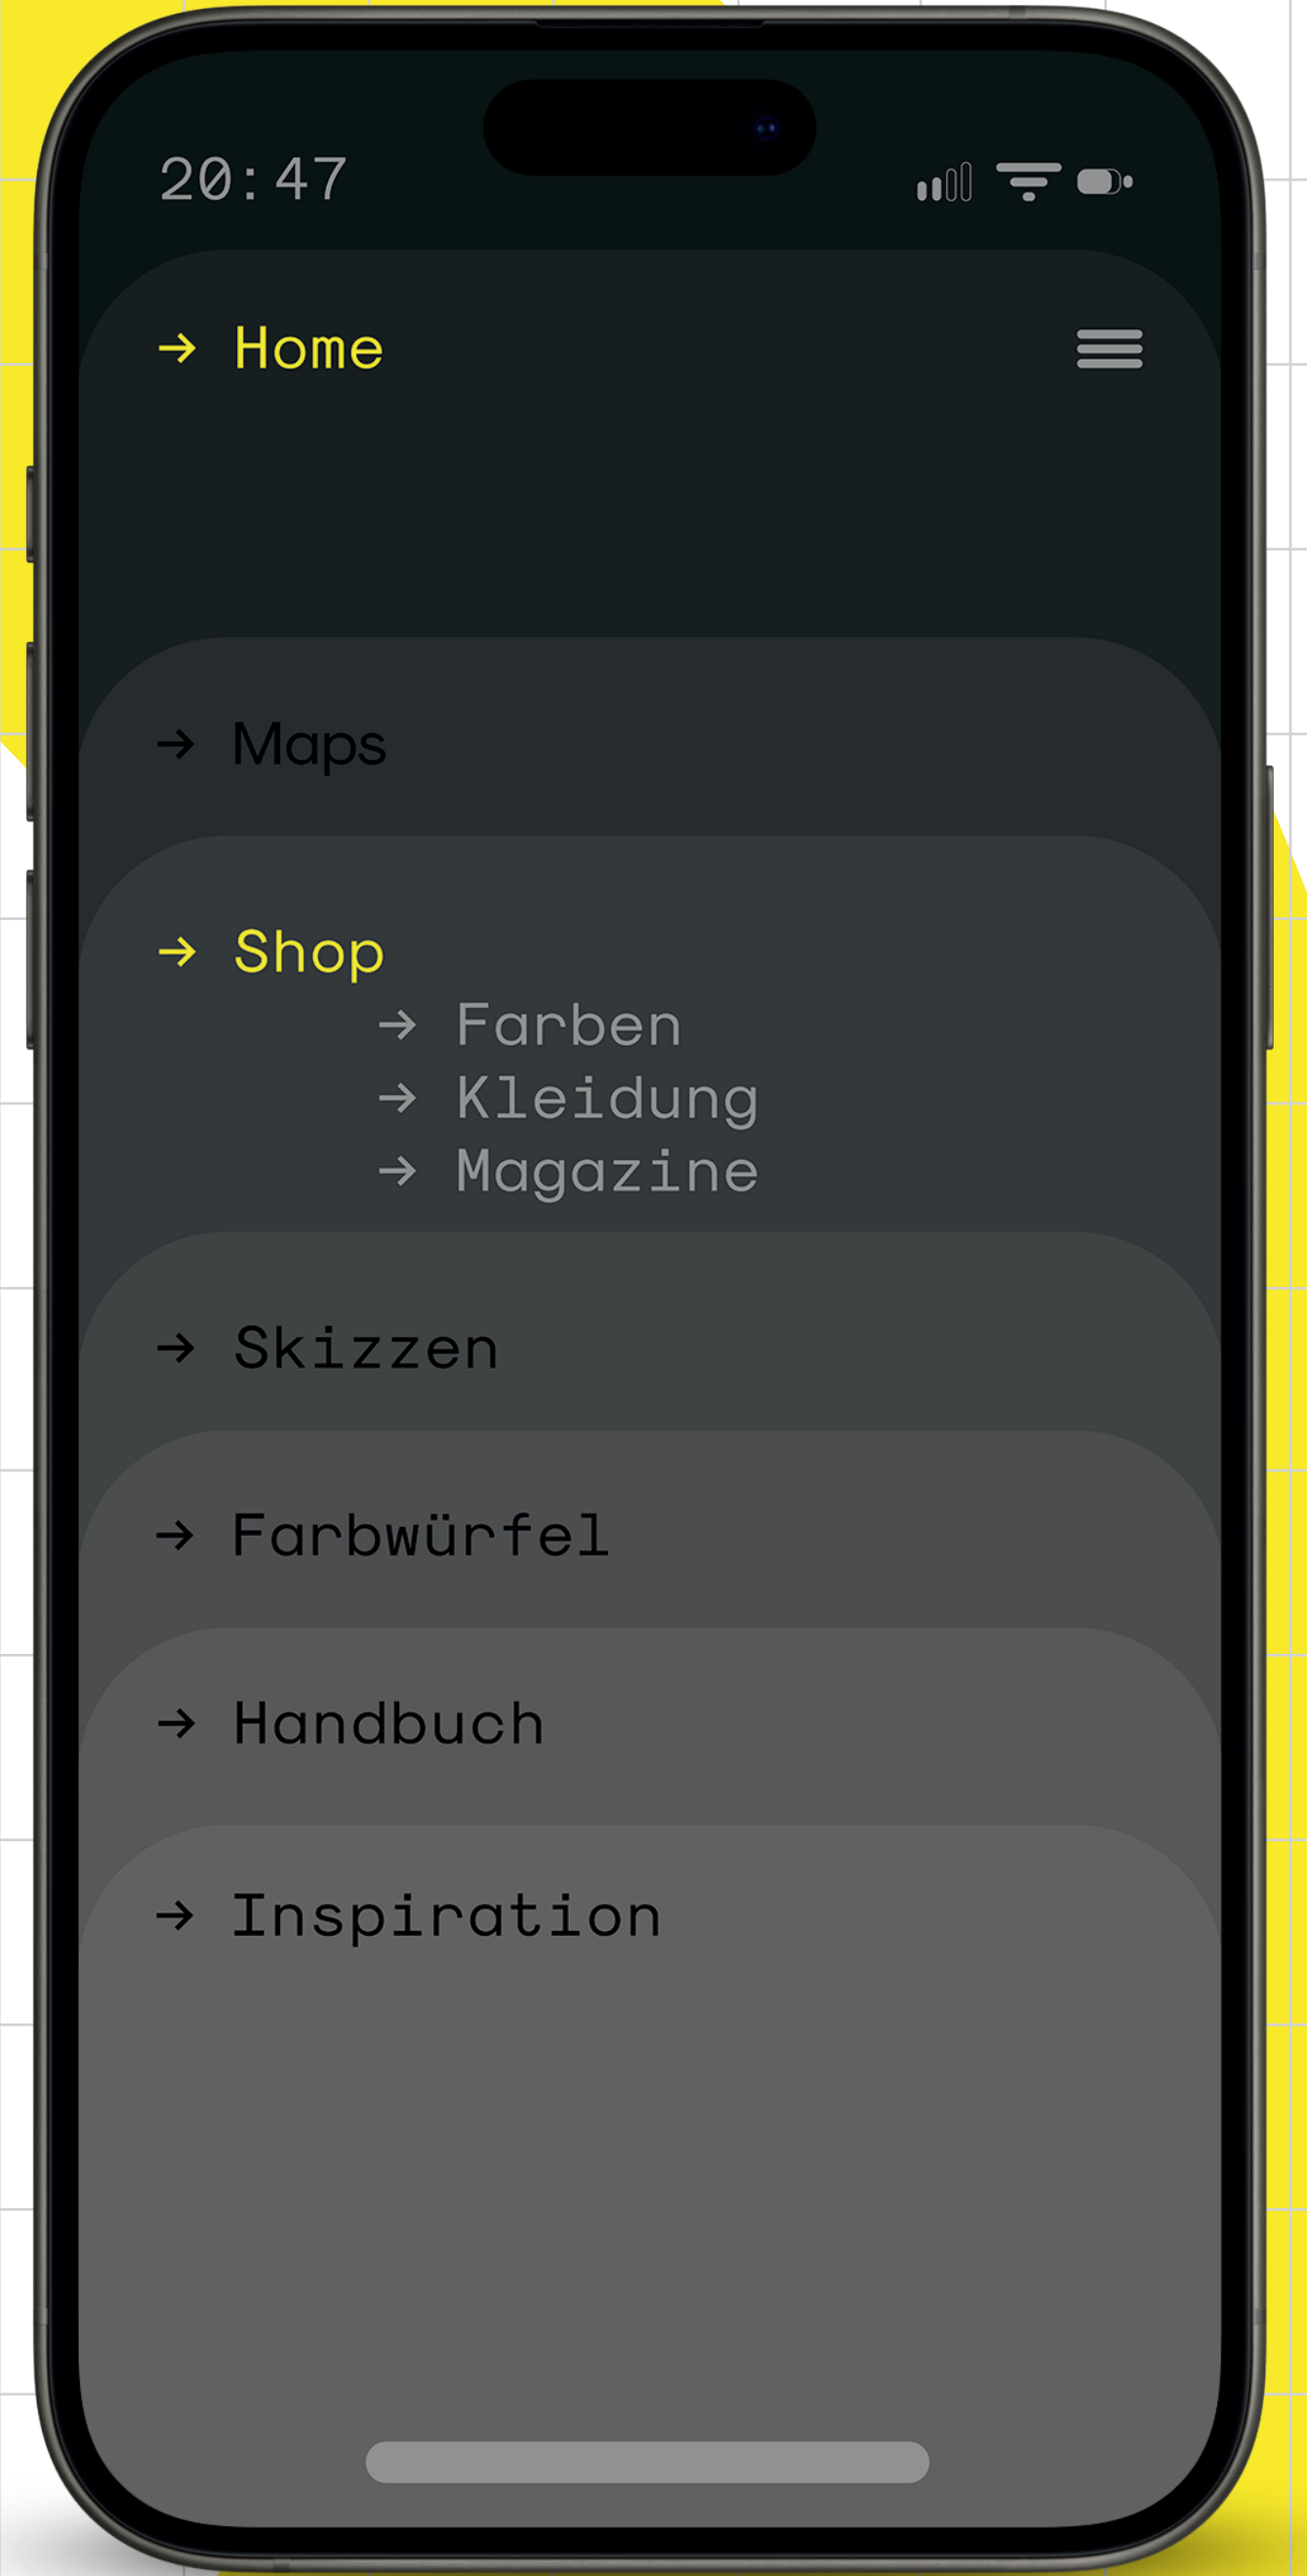 20:47
→ Home
→ Maps
→ Shop
→ Farben
→ Kleidung
→ Magazine
→ Skizzen
→ Farbwürfel
→ Handbuch
→ Inspiration